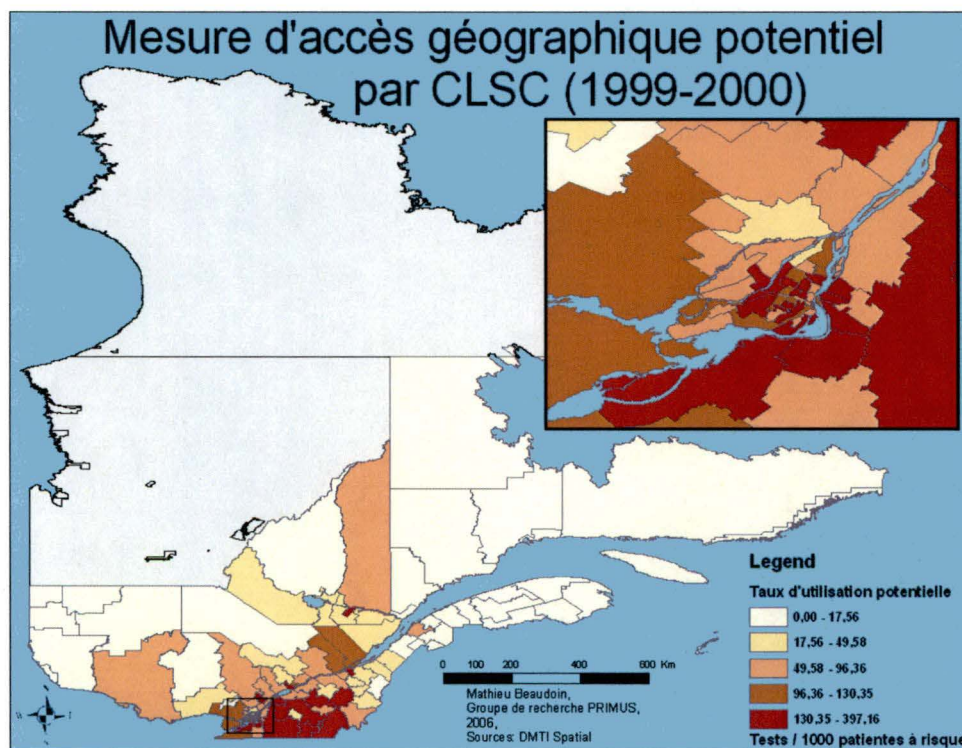 Mesure d'accès géographique potentiel
par CLSC (1999-2000)
Legend
Taux d'utilisation potentielle
0,00 - 17,56
17,56 - 49,58
49,58 - 96,36
96,36 - 130,35
130,35 - 397,16
Tests / 1000 patientes à risque
0 100 200 400 600 Km
Mathieu Beaudoin,
Groupe de recherche PRIMUS,
2006,
Sources: DMTI Spatial